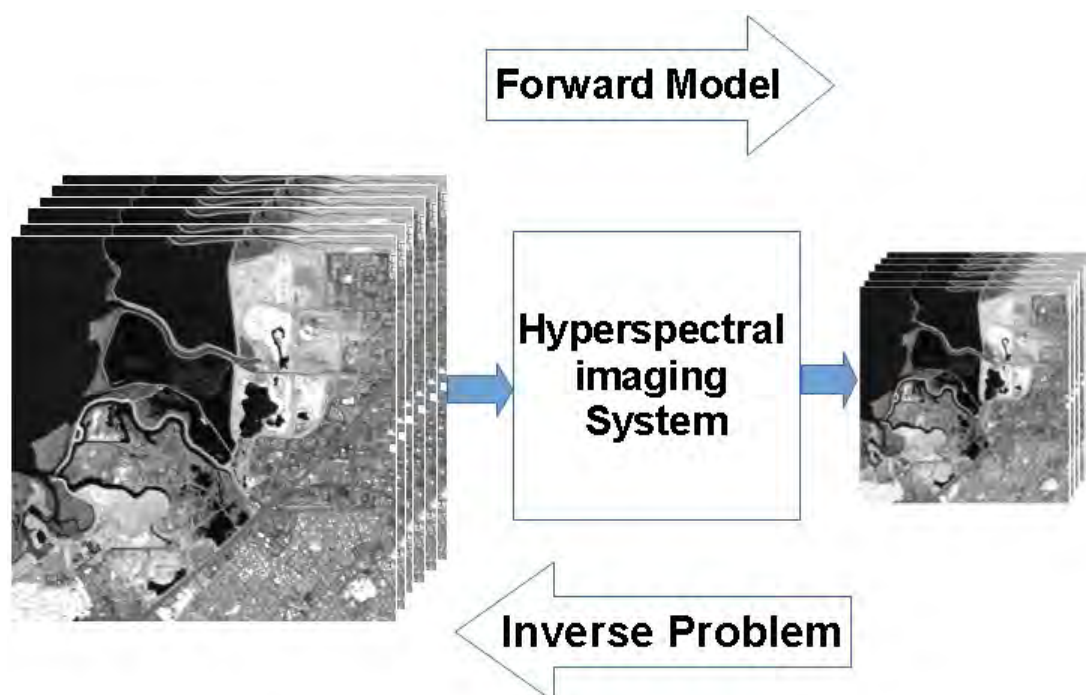 Forward Model
Hyperspectral
imaging
System
Inverse Problem